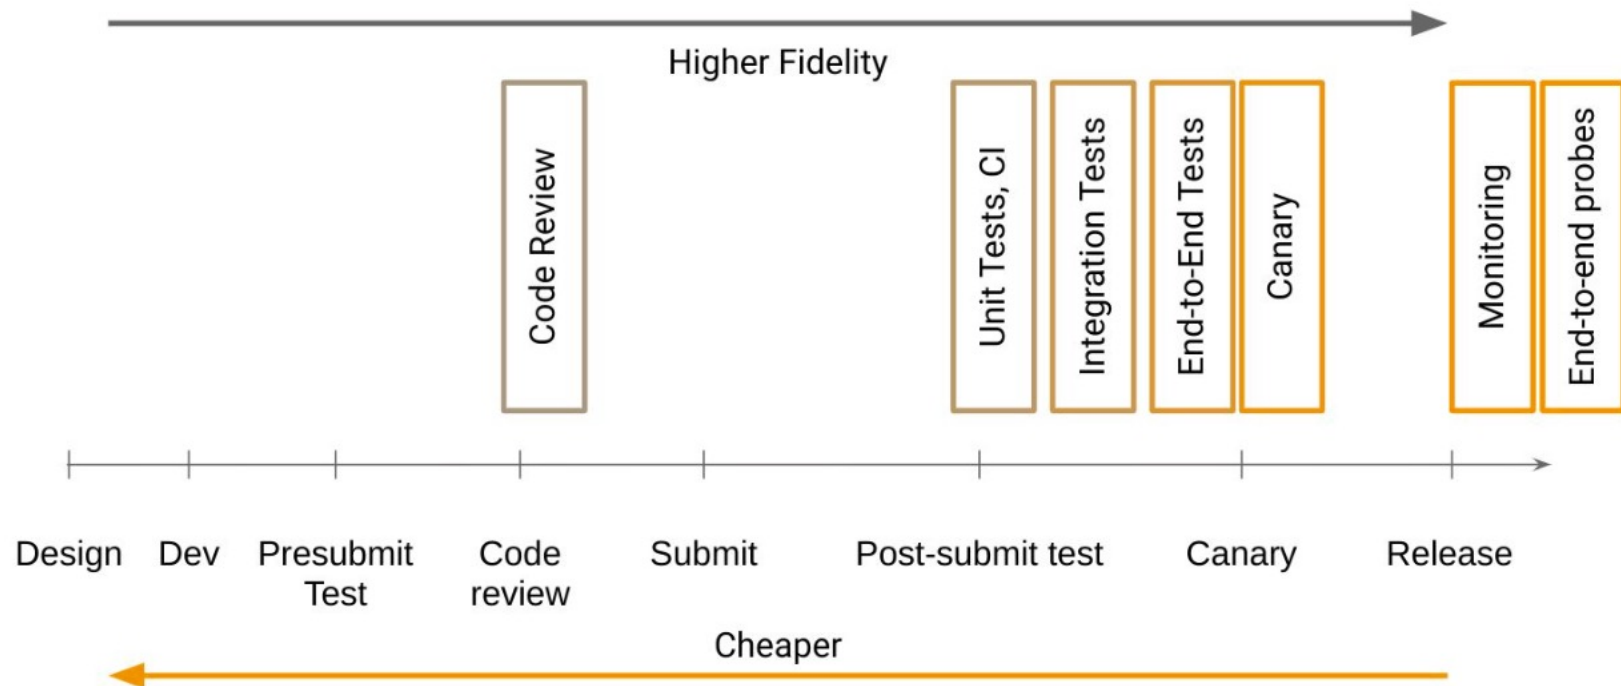 Higher Fidelity
Code Review
Unit Tests, CI
Integration Tests
End-to-End Tests
Canary
Monitoring
End-to-end probes
Design
Dev
Presubmit
Test
Code
review
Submit
Post-submit test
Canary
Release
Cheaper